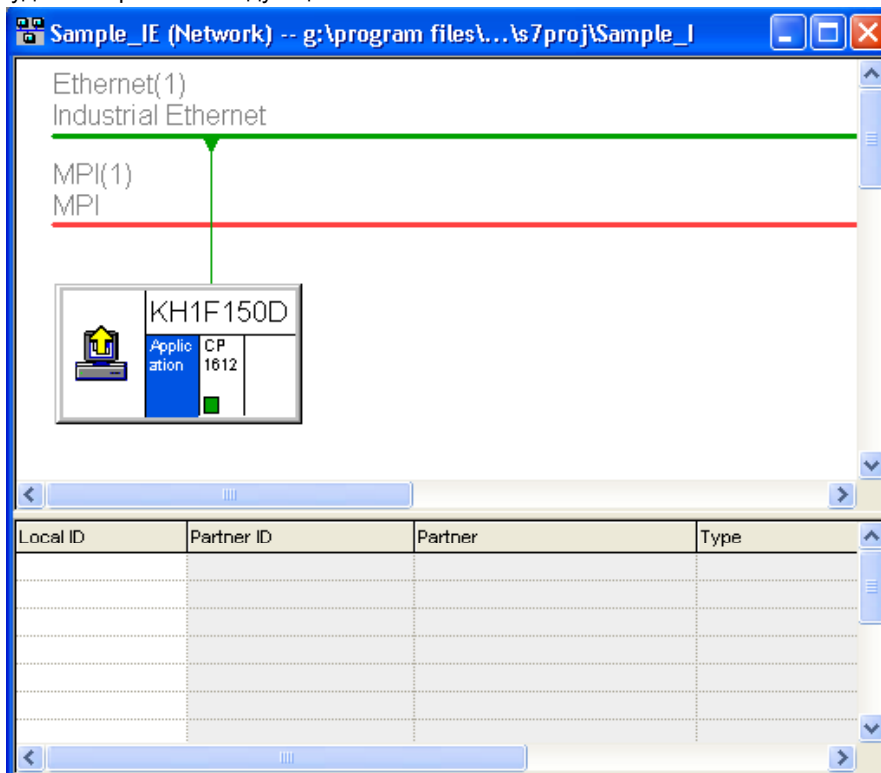 Sample_IE (Network) -- g:\program files\...\s7proj\Sample_I
Ethernet(1)
Industrial Ethernet
MPI(1)
MPI
KH1F150D
Applic
ation
CP
1612
Local ID
Partner ID
Partner
Type